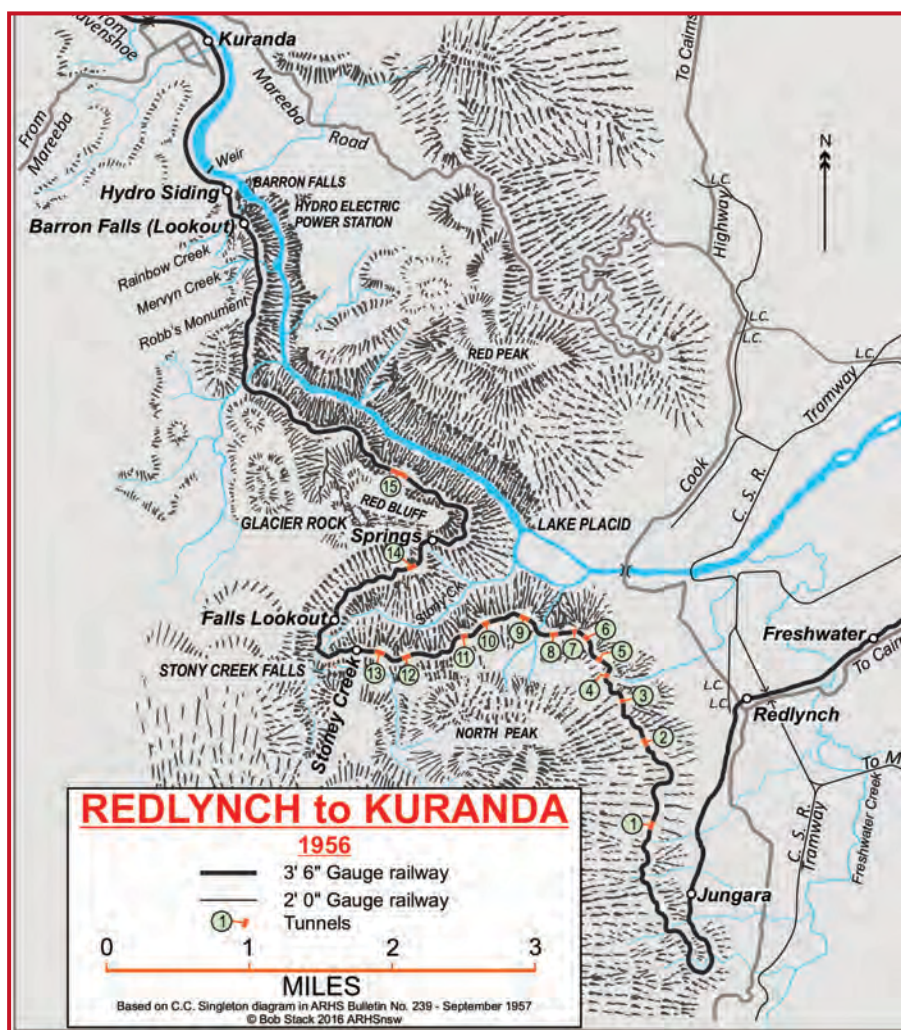 From
Ravenshoe
Kuranda
To Cairns
From
Mareeba
Mareeba
Road
Weir
N
BARRON FALLS
Hydro Siding
HYDRO ELECTRIC
POWER STATION
Barron Falls (Lookout)
L.C.
Highway
Rainbow Creek
Mervyn Creek
Robb's Monument
L.C.
L.C.
L.C.
RED PEAK
Tramway
C. S. R.
Cook
15
RED BLUFF
GLACIER ROCK
LAKE PLACID
Springs
14
Stony Ck
Falls Lookout
9
6
8
7
5
10
11
Freshwater
To Cairns
STONY CREEK FALLS
13
12
4
3
L.C.
L.C.
Redlynch
Stoney Creek
NORTH PEAK
2
To M
1
C. S. R.
Tramway
Freshwater Creek
Jungara
REDLYNCH to KURANDA
1956
3' 6" Gauge railway
2' 0" Gauge railway
1
Tunnels
0
1
2
3
MILES
Based on C.C. Singleton diagram in ARHS Bulletin No. 239 - September 1957
© Bob Stack 2016 ARHSnsw